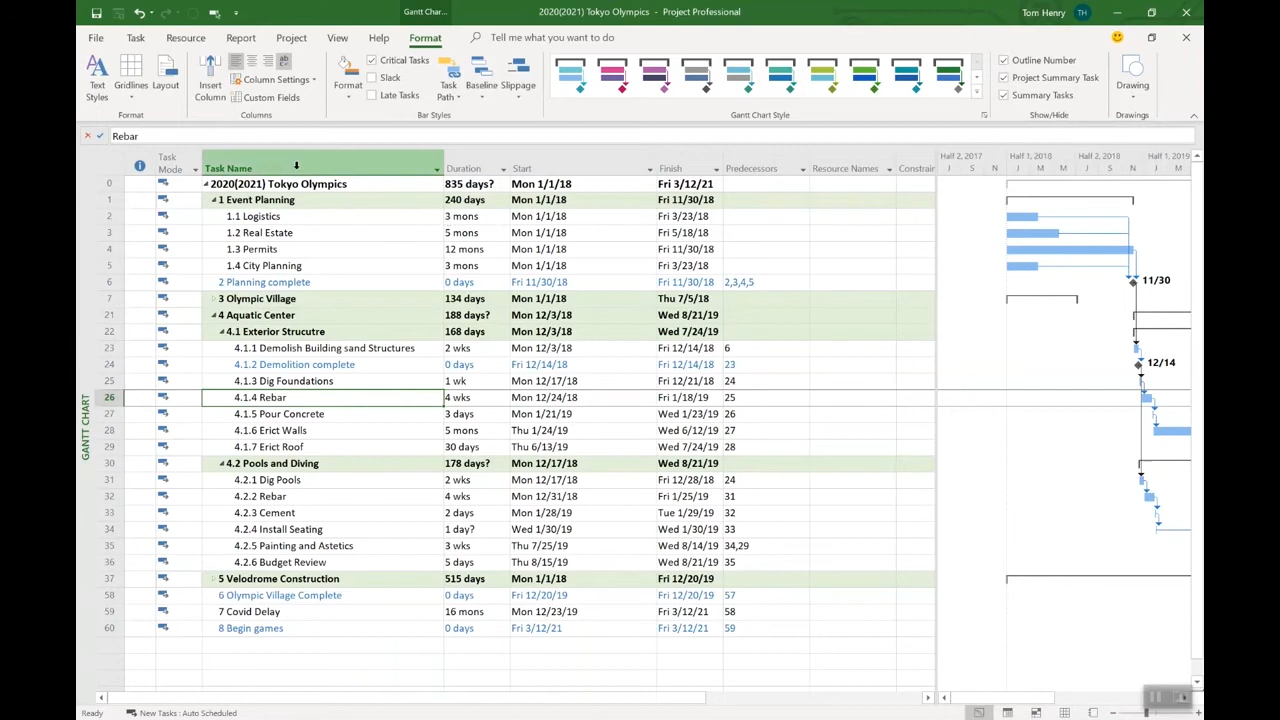 Gantt Char...
2020(2021) Tokyo Olympics - Project Professional
Tom Henry TH
File Task Resource Report Project View Help Format Tell me what you want to do
Text Styles
Gridlines
Layout
Format
Insert Column
ab
Column Settings
Custom Fields
Columns
Format
Critical Tasks
Slack
Late Tasks
Task Path
Baseline
Slippage
Bar Styles
Gantt Chart Style
Outline Number
Project Summary Task
Summary Tasks
Show/Hide
Drawing
Drawings
Rebar
Task Mode Task Name Duration Start Finish Predecessors Resource Names Constrain
Half 2, 2017 Half 1, 2018 Half 2, 2018 Half 1, 2019
J S N J M M J S N J M
0 2020(2021) Tokyo Olympics 835 days? Mon 1/1/18 Fri 3/12/21
1 1 Event Planning 240 days Mon 1/1/18 Fri 11/30/18
2 1.1 Logistics 3 mons Mon 1/1/18 Fri 3/23/18
3 1.2 Real Estate 5 mons Mon 1/1/18 Fri 5/18/18
4 1.3 Permits 12 mons Mon 1/1/18 Fri 11/30/18
5 1.4 City Planning 3 mons Mon 1/1/18 Fri 3/23/18
6 2 Planning complete 0 days Fri 11/30/18 Fri 11/30/18 2,3,4,5 11/30
7 3 Olympic Village 134 days Mon 1/1/18 Thu 7/5/18
21 4 Aquatic Center 188 days? Mon 12/3/18 Wed 8/21/19
22 4.1 Exterior Strucutre 168 days Mon 12/3/18 Wed 7/24/19
23 4.1.1 Demolish Building sand Structures 2 wks Mon 12/3/18 Fri 12/14/18 6
24 4.1.2 Demolition complete 0 days Fri 12/14/18 Fri 12/14/18 23 12/14
25 4.1.3 Dig Foundations 1 wk Mon 12/17/18 Fri 12/21/18 24
26 4.1.4 Rebar 4 wks Mon 12/24/18 Fri 1/18/19 25
27 4.1.5 Pour Concrete 3 days Mon 1/21/19 Wed 1/23/19 26
28 4.1.6 Erict Walls 5 mons Thu 1/24/19 Wed 6/12/19 27
29 4.1.7 Erict Roof 30 days Thu 6/13/19 Wed 7/24/19 28
30 4.2 Pools and Diving 178 days? Mon 12/17/18 Wed 8/21/19
31 4.2.1 Dig Pools 2 wks Mon 12/17/18 Fri 12/28/18 24
32 4.2.2 Rebar 4 wks Mon 12/31/18 Fri 1/25/19 31
33 4.2.3 Cement 2 days Mon 1/28/19 Tue 1/29/19 32
34 4.2.4 Install Seating 1 day? Wed 1/30/19 Wed 1/30/19 33
35 4.2.5 Painting and Astetics 3 wks Thu 7/25/19 Wed 8/14/19 34,29
36 4.2.6 Budget Review 5 days Thu 8/15/19 Wed 8/21/19 35
37 5 Velodrome Construction 515 days Mon 1/1/18 Fri 12/20/19
58 6 Olympic Village Complete 0 days Fri 12/20/19 Fri 12/20/19 57
59 7 Covid Delay 16 mons Mon 12/23/19 Fri 3/12/21 58
60 8 Begin games 0 days Fri 3/12/21 Fri 3/12/21 59
GANTT CHART
Ready New Tasks : Auto Scheduled